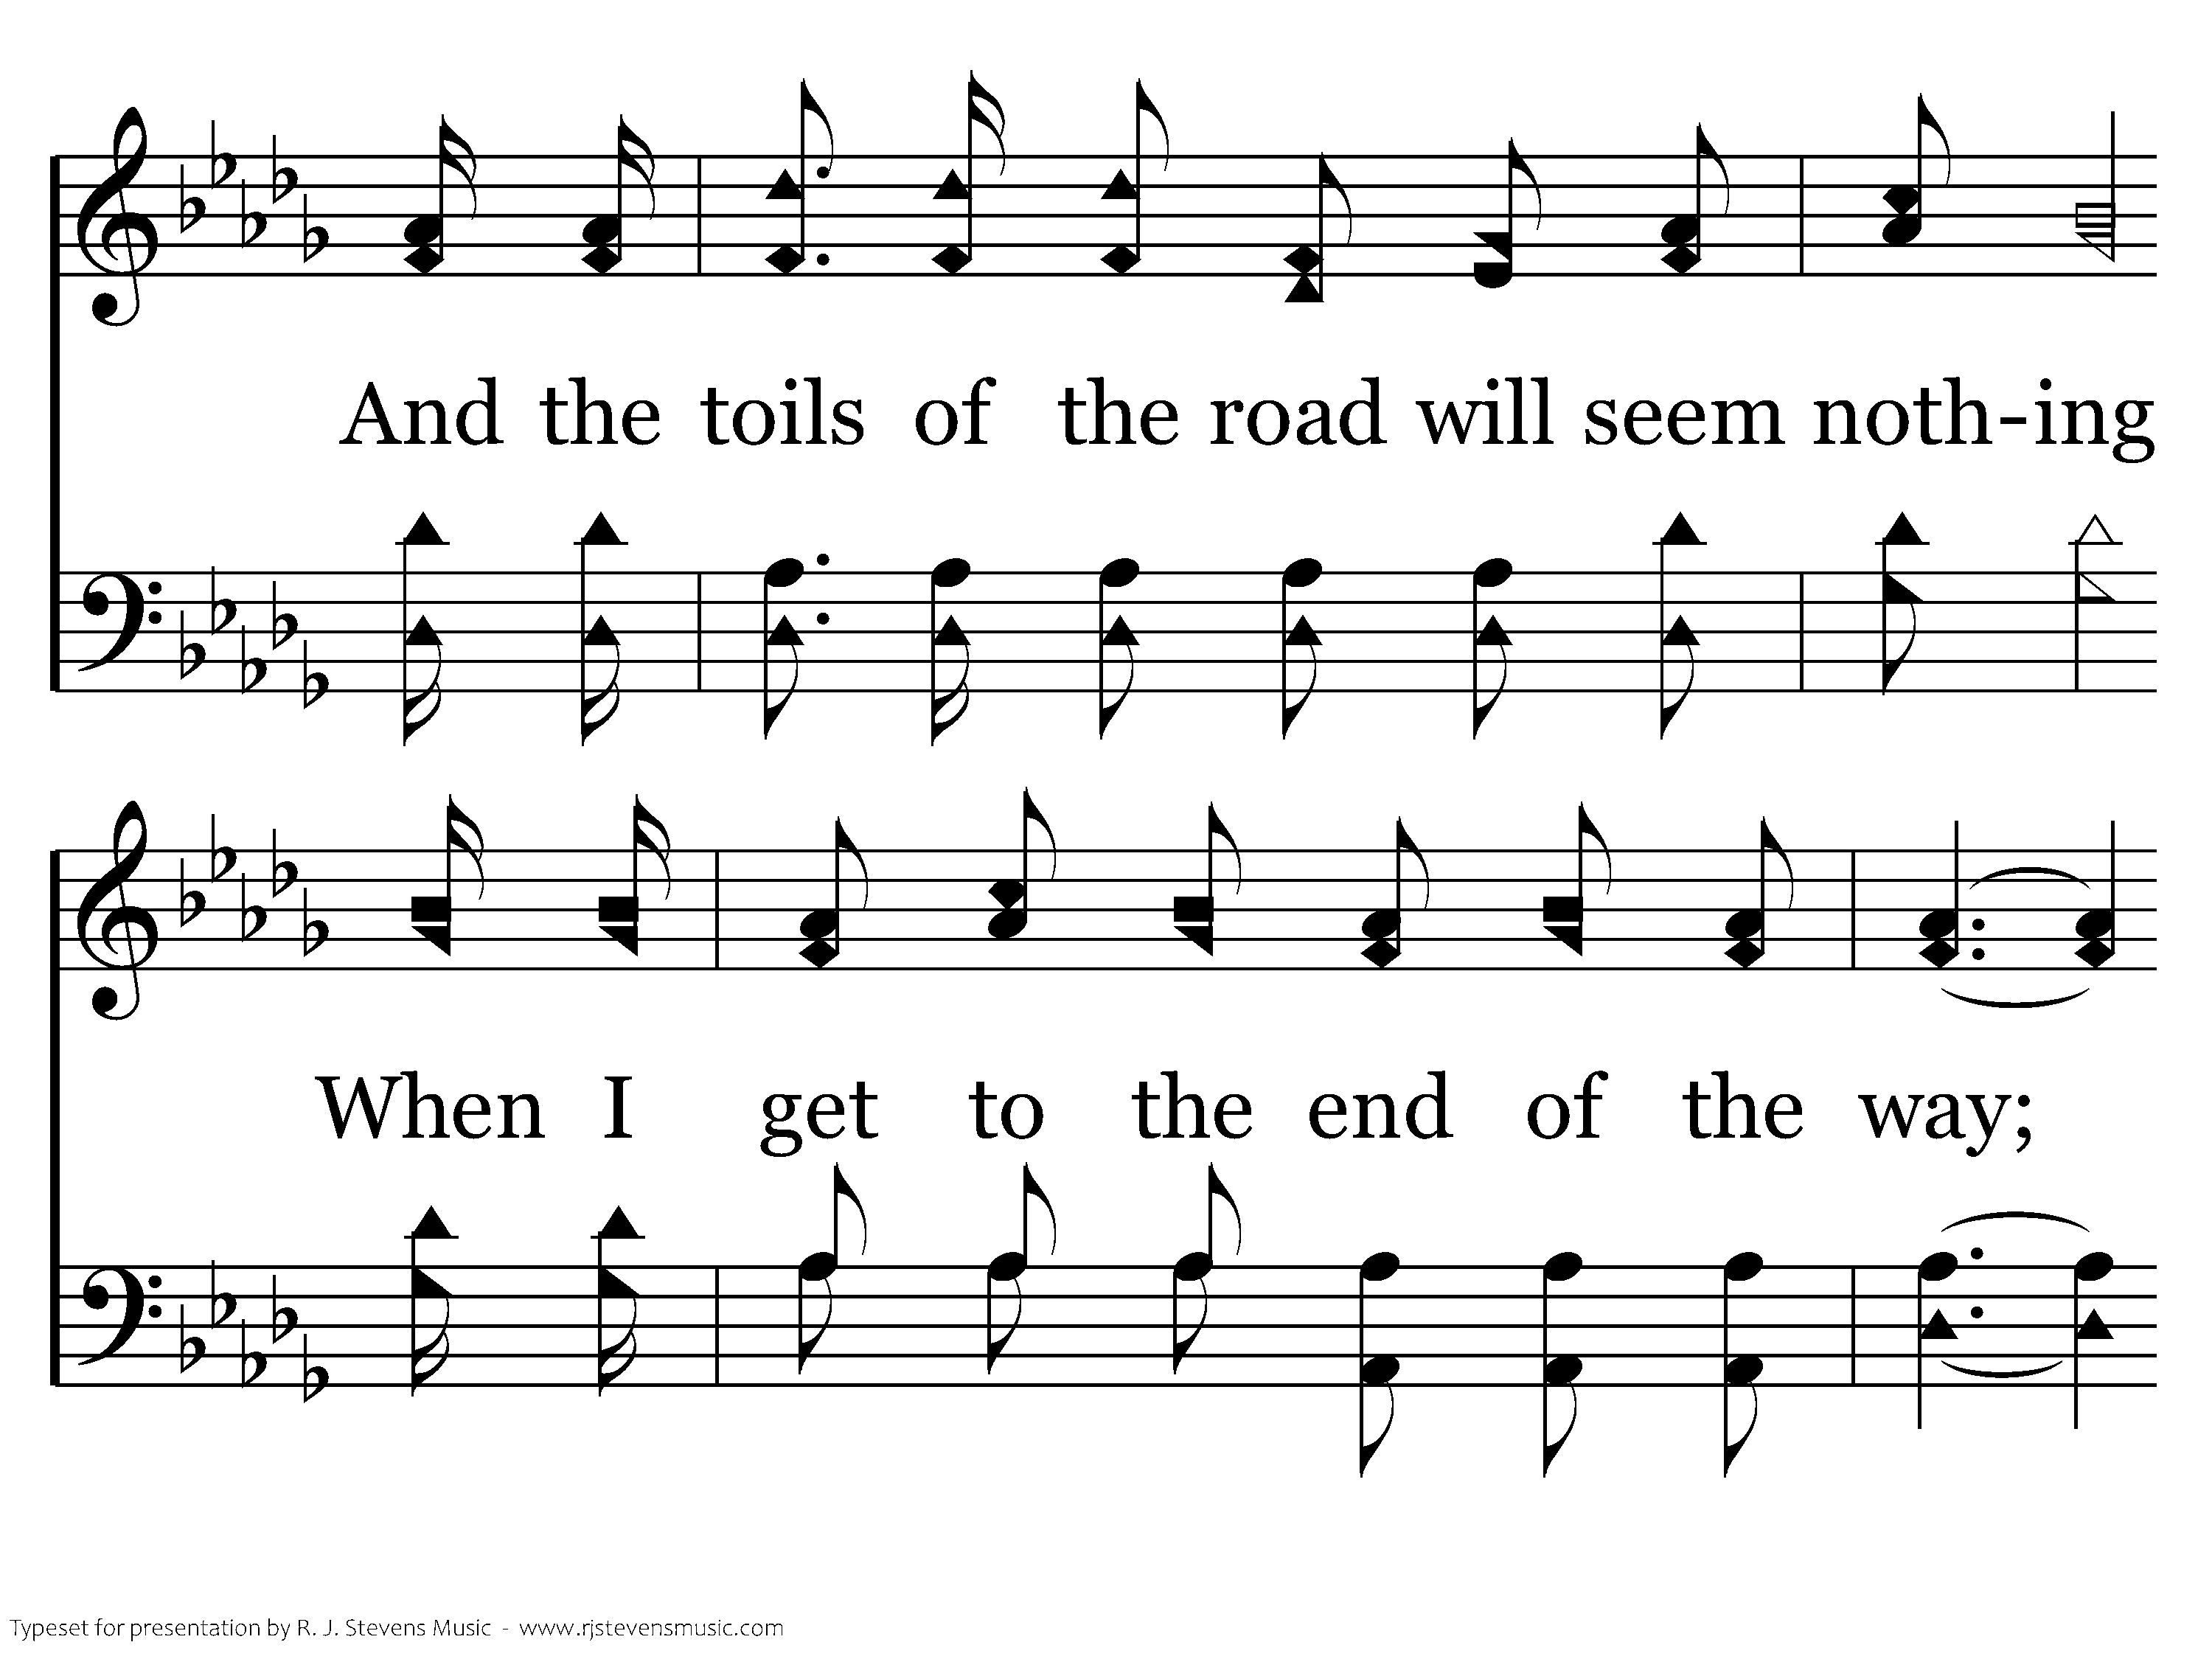 And the toils of the road will seem noth-ing
When I get to the end of the way;
Typeset for presentation by R. J. Stevens Music - www.rjstevensmusic.com